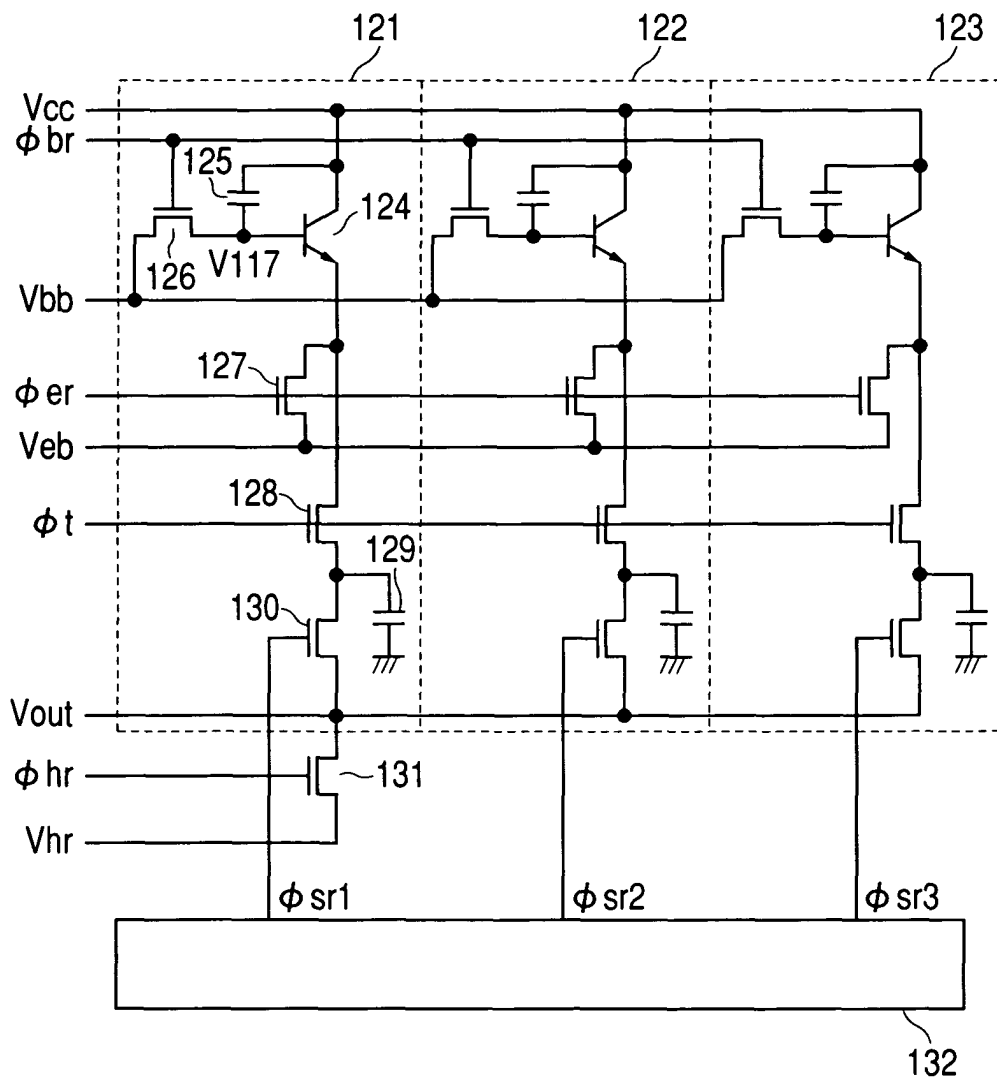 121
122
123
Vcc
ϕ br
125
124
126
V117
Vbb
127
ϕ er
Veb
128
ϕ t
129
130
Vout
ϕ hr
131
Vhr
ϕ sr1
ϕ sr2
ϕ sr3
132